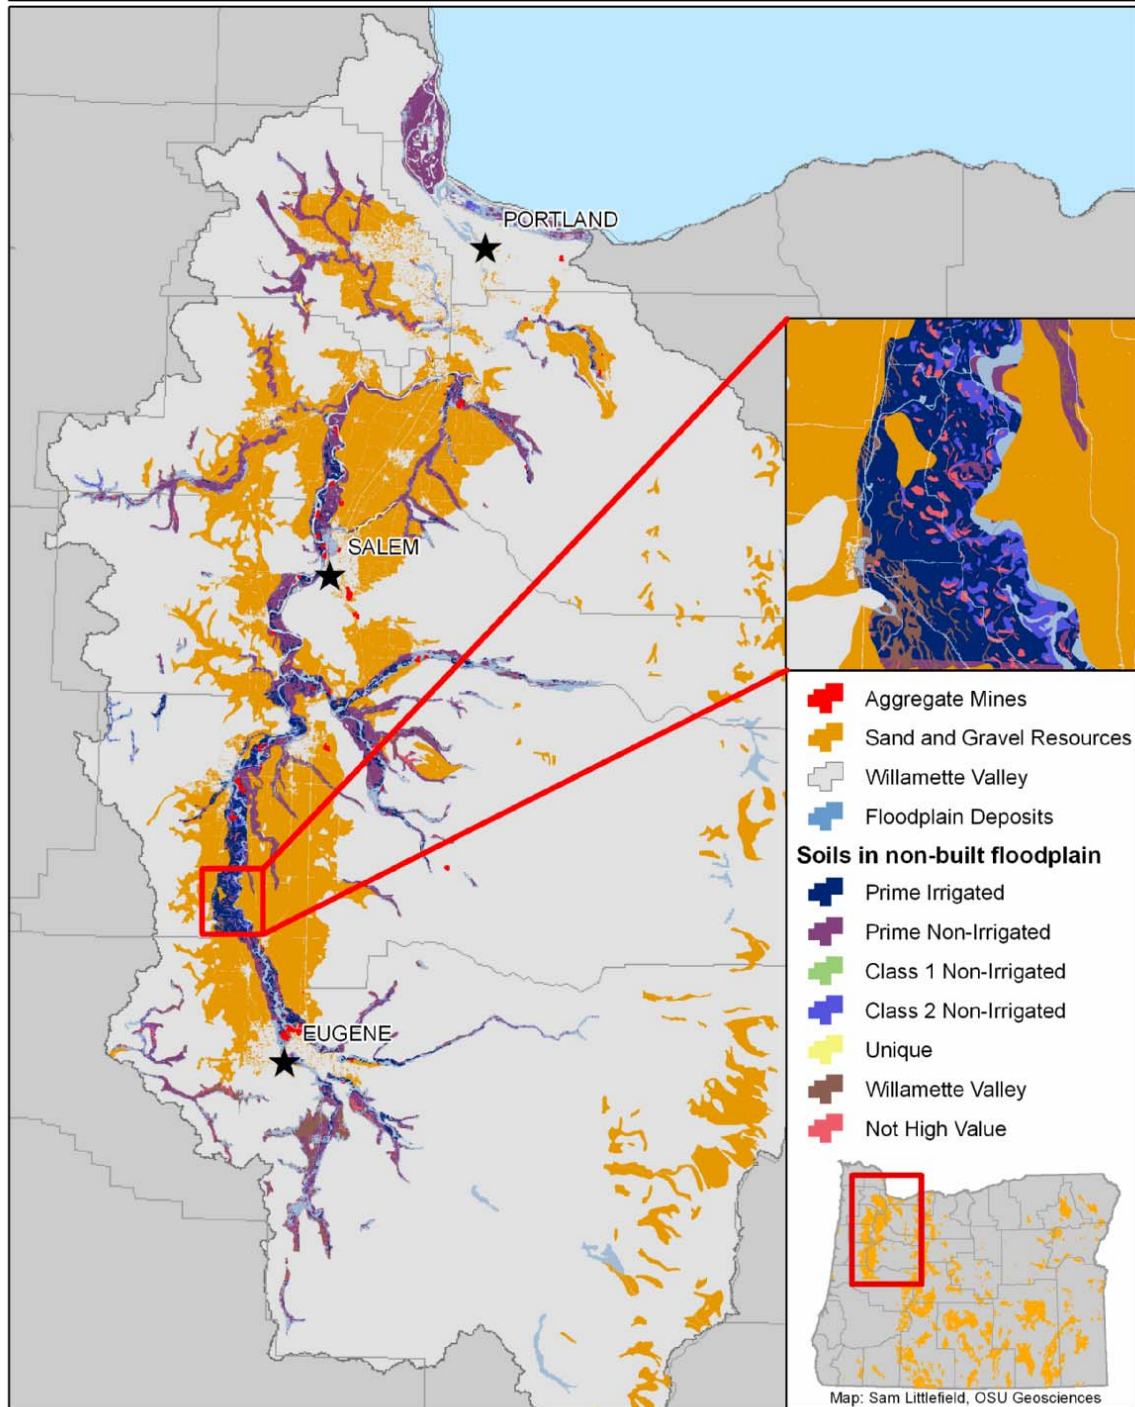 PORTLAND
SALEM
EUGENE
Aggregate Mines
Sand and Gravel Resources
Willamette Valley
Floodplain Deposits
Soils in non-built floodplain
Prime Irrigated
Prime Non-Irrigated
Class 1 Non-Irrigated
Class 2 Non-Irrigated
Unique
Willamette Valley
Not High Value
Map: Sam Littlefield, OSU Geosciences